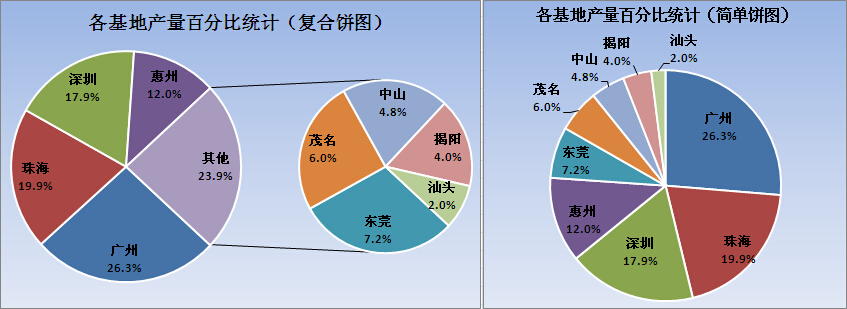 各基地产量百分比统计（复合饼图）
深圳
17.9%
惠州
12.0%
珠海
19.9%
其他
23.9%
广州
26.3%
中山
4.8%
茂名
6.0%
揭阳
4.0%
汕头
2.0%
东莞
7.2%
各基地产量百分比统计（简单饼图）
揭阳
4.0%
汕头
2.0%
中山
4.8%
茂名
6.0%
广州
26.3%
东莞
7.2%
惠州
12.0%
深圳
17.9%
珠海
19.9%